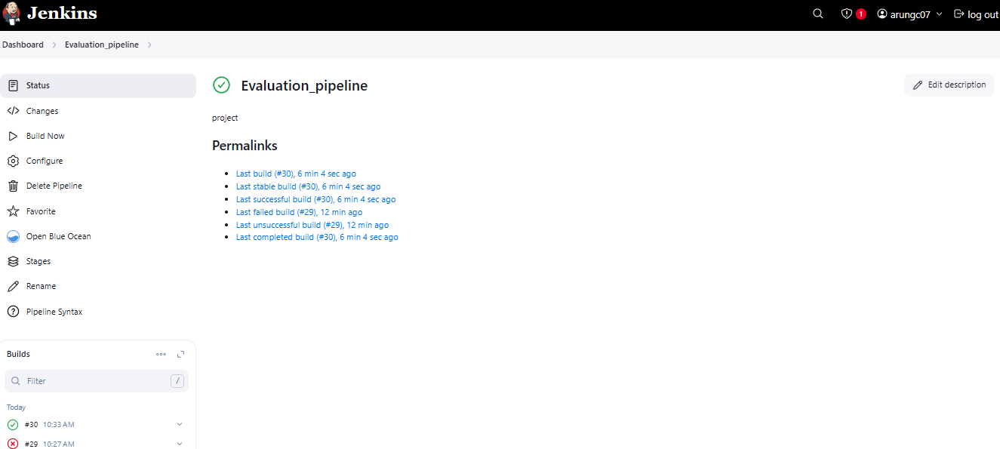 Jenkins
1
arungc07
log out
Dashboard
Evaluation_pipeline
Status
Changes
Build Now
Configure
Delete Pipeline
Favorite
Open Blue Ocean
Stages
Rename
Pipeline Syntax
Builds
Filter
/
Today
#30 10:33 AM
#29 10:27 AM
Evaluation_pipeline
Edit description
project
Permalinks
Last build (#30), 6 min 4 sec ago
Last stable build (#30), 6 min 4 sec ago
Last successful build (#30), 6 min 4 sec ago
Last failed build (#29), 12 min ago
Last unsuccessful build (#29), 12 min ago
Last completed build (#30), 6 min 4 sec ago